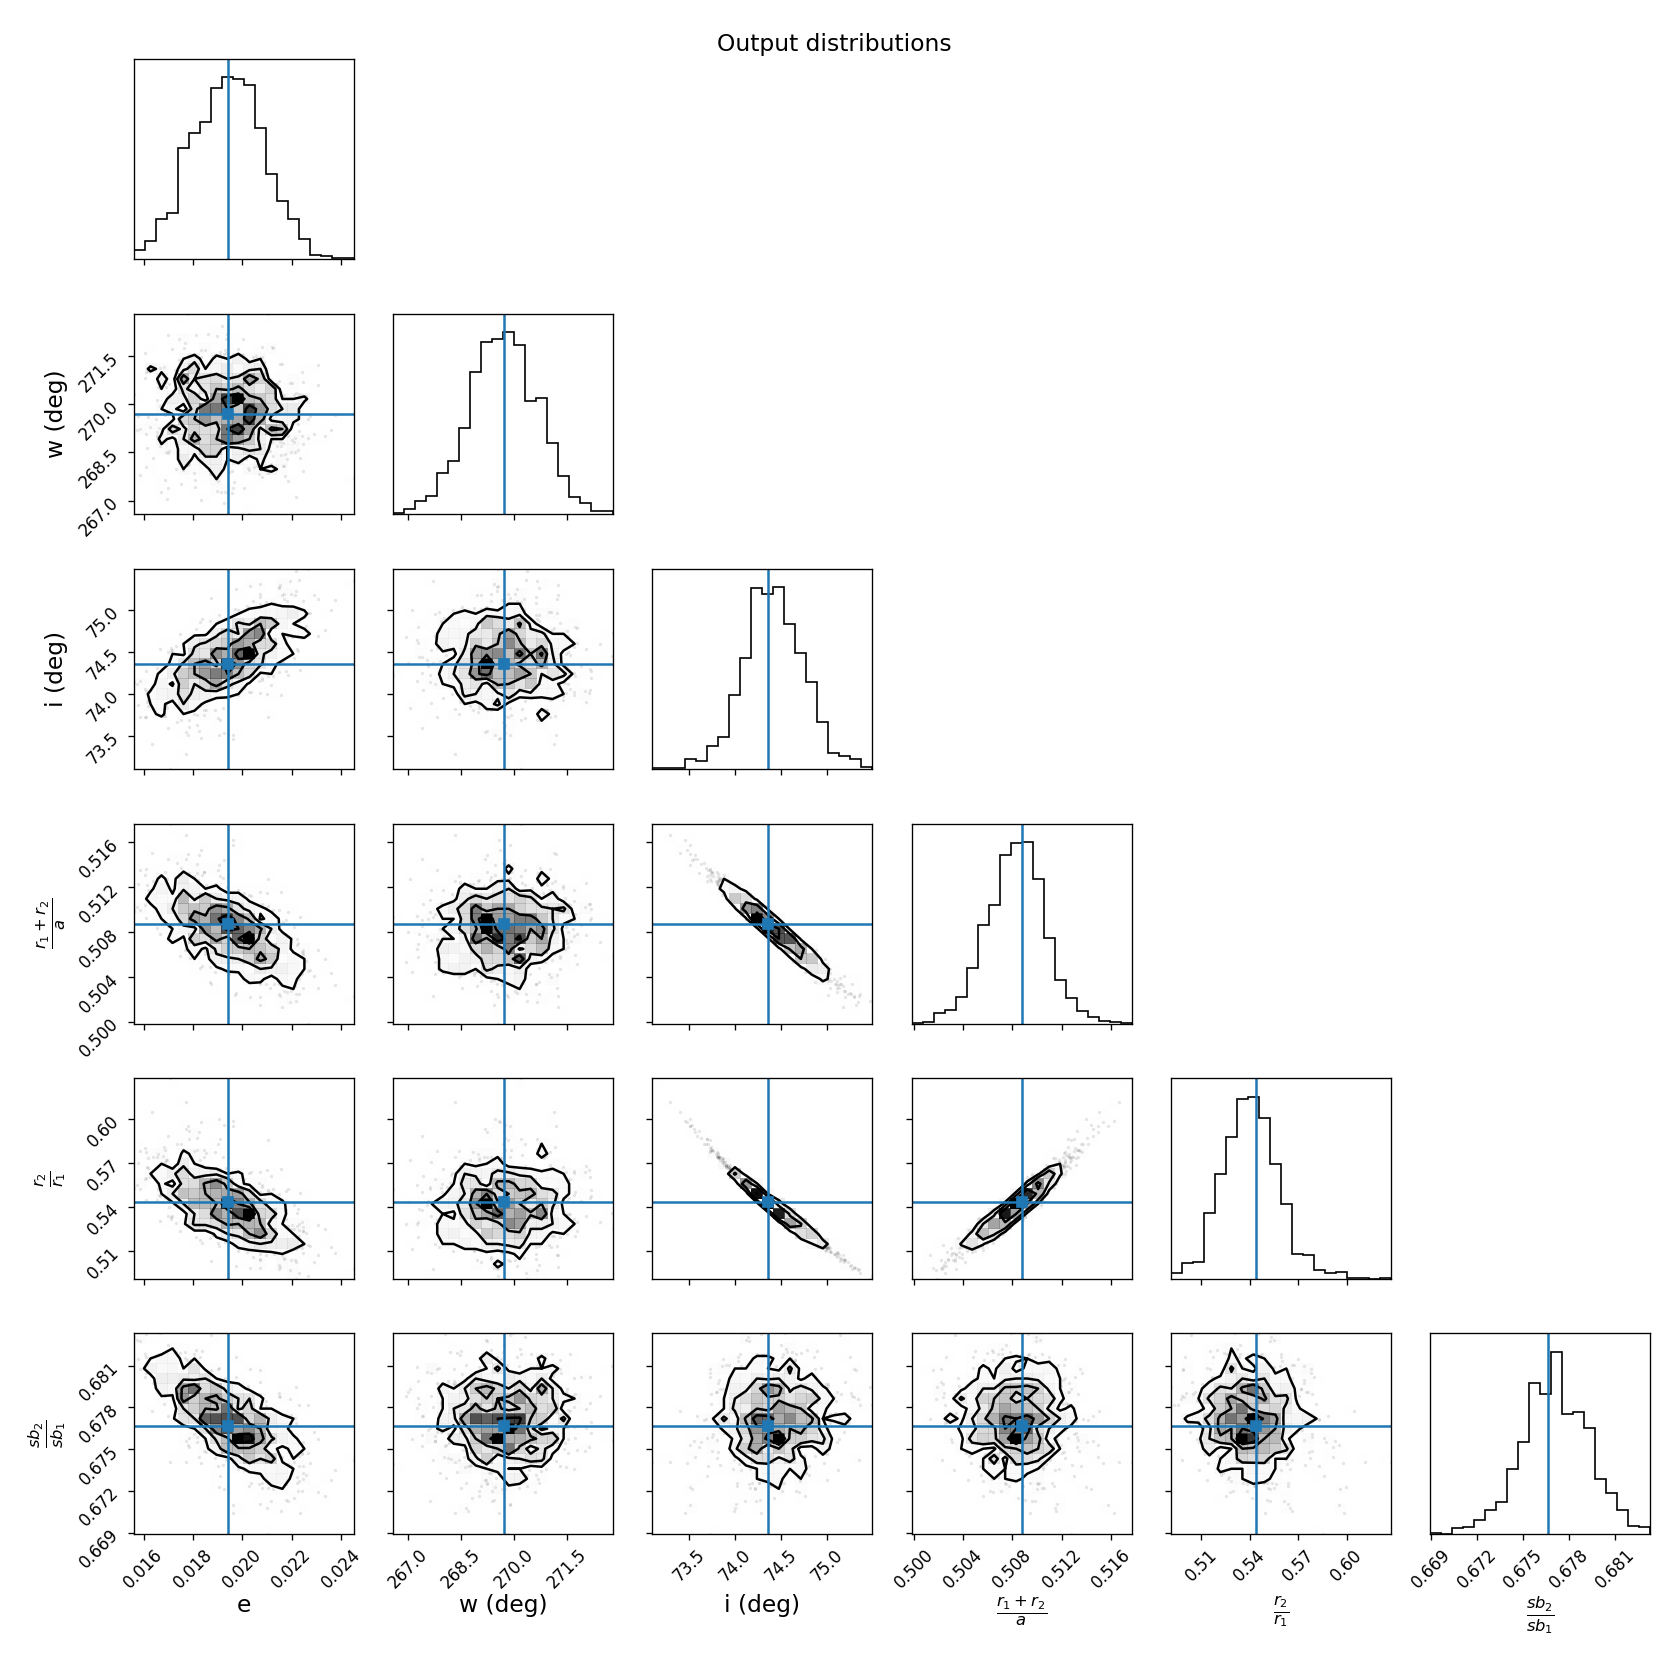 Output distributions
w (deg)
271.5
270.0
268.5
267.0
i (deg)
75.0
74.5
74.0
73.5
r₁ + r₂
a
0.516
0.512
0.508
0.504
0.500
r₂
r₁
0.60
0.57
0.54
0.51
sb₂
sb₁
0.681
0.678
0.675
0.672
0.669
0.016 0.018 0.020 0.022 0.024 267.0 268.5 270.0 271.5 73.5 74.0 74.5 75.0 0.500 0.504 0.508 0.512 0.516 0.51 0.54 0.57 0.60 0.669 0.672 0.675 0.678 0.681
e w (deg) i (deg) r₁ + r₂ r₂ sb₂
a r₁ sb₁